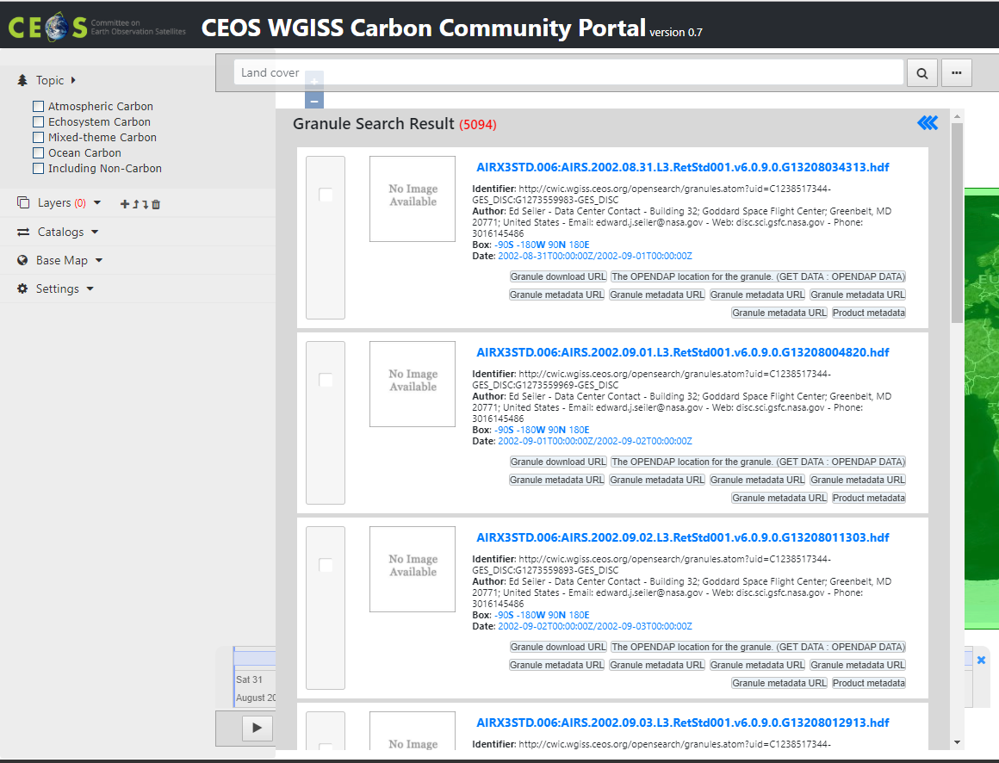 CEOS Committee on
Earth Observation Satellites
CEOS WGISS Carbon Community Portal version 0.7
Topic
Atmospheric Carbon
Echosystem Carbon
Mixed-theme Carbon
Ocean Carbon
Including Non-Carbon
Layers (0)
Catalogs
Base Map
Settings
Land cover
+
−
Granule Search Result (5094)
AIRX3STD.006:AIRS.2002.08.31.L3.RetStd001.v6.0.9.0.G13208034313.hdf
No Image
Available
Identifier: http://cwic.wgiss.ceos.org/opensearch/granules.atom?uid=C1238517344-
GES_DISC:G1273559983-GES_DISC
Author: Ed Seiler - Data Center Contact - Building 32; Goddard Space Flight Center; Greenbelt, MD
20771; United States - Email: edward.j.seiler@nasa.gov - Web: disc.sci.gsfc.nasa.gov - Phone:
3016145486
Box: -90S -180W 90N 180E
Date: 2002-08-31T00:00:00Z/2002-09-01T00:00:00Z
Granule download URL The OPENDAP location for the granule. (GET DATA : OPENDAP DATA)
Granule metadata URL Granule metadata URL Granule metadata URL Granule metadata URL
Granule metadata URL Product metadata
AIRX3STD.006:AIRS.2002.09.01.L3.RetStd001.v6.0.9.0.G13208004820.hdf
No Image
Available
Identifier: http://cwic.wgiss.ceos.org/opensearch/granules.atom?uid=C1238517344-
GES_DISC:G1273559969-GES_DISC
Author: Ed Seiler - Data Center Contact - Building 32; Goddard Space Flight Center; Greenbelt, MD
20771; United States - Email: edward.j.seiler@nasa.gov - Web: disc.sci.gsfc.nasa.gov - Phone:
3016145486
Box: -90S -180W 90N 180E
Date: 2002-09-01T00:00:00Z/2002-09-02T00:00:00Z
Granule download URL The OPENDAP location for the granule. (GET DATA : OPENDAP DATA)
Granule metadata URL Granule metadata URL Granule metadata URL Granule metadata URL
Granule metadata URL Product metadata
AIRX3STD.006:AIRS.2002.09.02.L3.RetStd001.v6.0.9.0.G13208011303.hdf
No Image
Available
Identifier: http://cwic.wgiss.ceos.org/opensearch/granules.atom?uid=C1238517344-
GES_DISC:G1273559893-GES_DISC
Author: Ed Seiler - Data Center Contact - Building 32; Goddard Space Flight Center; Greenbelt, MD
20771; United States - Email: edward.j.seiler@nasa.gov - Web: disc.sci.gsfc.nasa.gov - Phone:
3016145486
Box: -90S -180W 90N 180E
Date: 2002-09-02T00:00:00Z/2002-09-03T00:00:00Z
Granule download URL The OPENDAP location for the granule. (GET DATA : OPENDAP DATA)
Granule metadata URL Granule metadata URL Granule metadata URL Granule metadata URL
Granule metadata URL Product metadata
AIRX3STD.006:AIRS.2002.09.03.L3.RetStd001.v6.0.9.0.G13208012913.hdf
No Image
Identifier: http://cwic.wgiss.ceos.org/opensearch/granules.atom?uid=C1238517344-
EU
Sat 31
August 20